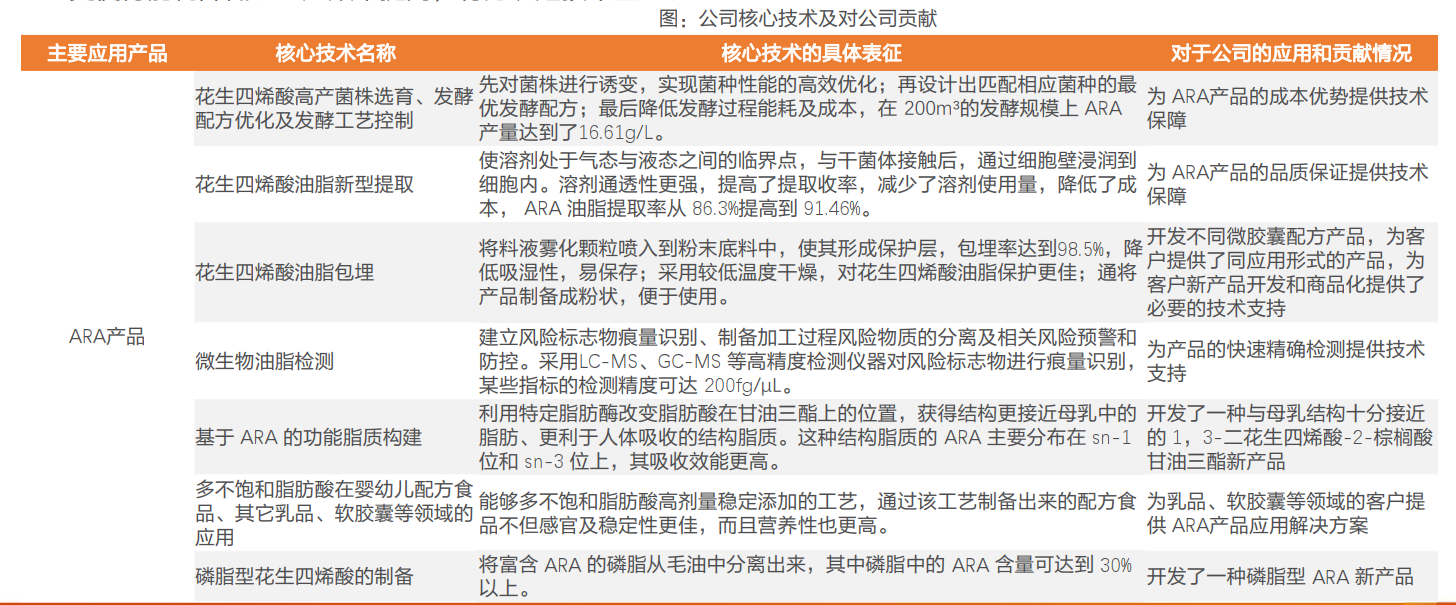 图：公司核心技术及对公司贡献
主要应用产品 核心技术名称 核心技术的具体表征 对于公司的应用和贡献情况
ARA产品
花生四烯酸高产菌株选育、发酵
配方优化及发酵工艺控制
先对菌株进行诱变，实现菌种性能的高效优化；再设计出匹配相应菌种的最
优发酵配方；最后降低发酵过程能耗及成本，在 200m³的发酵规模上 ARA
产量达到了16.61g/L。
为 ARA产品的成本优势提供技术
保障
花生四烯酸油脂新型提取
使溶剂处于气态与液态之间的临界点，与干菌体接触后，通过细胞壁浸润到
细胞内。溶剂通透性更强，提高了提取收率，减少了溶剂使用量，降低了成
本， ARA 油脂提取率从 86.3%提高到 91.46%。
为 ARA产品的品质保证提供技术
保障
花生四烯酸油脂包埋
将料液雾化颗粒喷入到粉末底料中，使其形成保护层，包埋率达到98.5%，降
低吸湿性，易保存；采用较低温度干燥，对花生四烯酸油脂保护更佳；通将
产品制备成粉状，便于使用。
开发不同微胶囊配方产品，为客
户提供了同应用形式的产品，为
客户新产品开发和商品化提供了
必要的技术支持
微生物油脂检测
建立风险标志物痕量识别、制备加工过程风险物质的分离及相关风险预警和
防控。采用LC-MS、GC-MS 等高精度检测仪器对风险标志物进行痕量识别，
某些指标的检测精度可达 200fg/μL。
为产品的快速精确检测提供技术
支持
基于 ARA 的功能脂质构建
利用特定脂肪酶改变脂肪酸在甘油三酯上的位置，获得结构更接近母乳中的
脂肪、更利于人体吸收的结构脂质。这种结构脂质的 ARA 主要分布在 sn-1
位和 sn-3 位上，其吸收效能更高。
开发了一种与母乳结构十分接近
的 1，3-二花生四烯酸-2-棕榈酸
甘油三酯新产品
多不饱和脂肪酸在婴幼儿配方食
品、其它乳品、软胶囊等领域的
应用
能够多不饱和脂肪酸高剂量稳定添加的工艺，通过该工艺制备出来的配方食
品不但感官及稳定性更佳，而且营养性也更高。
为乳品、软胶囊等领域的客户提
供 ARA产品应用解决方案
磷脂型花生四烯酸的制备
将富含 ARA 的磷脂从毛油中分离出来，其中磷脂中的 ARA 含量可达到 30%
以上。
开发了一种磷脂型 ARA 新产品